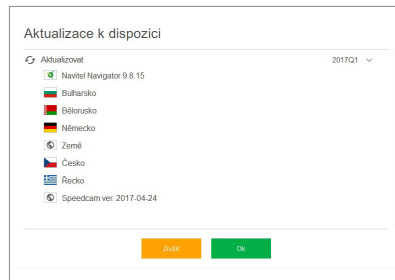 Aktualizace k dispozici
Aktualizovat 2017Q1
Navitel Navigator 9.8.15
Bulharsko
Bělorusko
Německo
Země
Česko
Řecko
Speedcam ver. 2017-04-24
Zrušit Ok